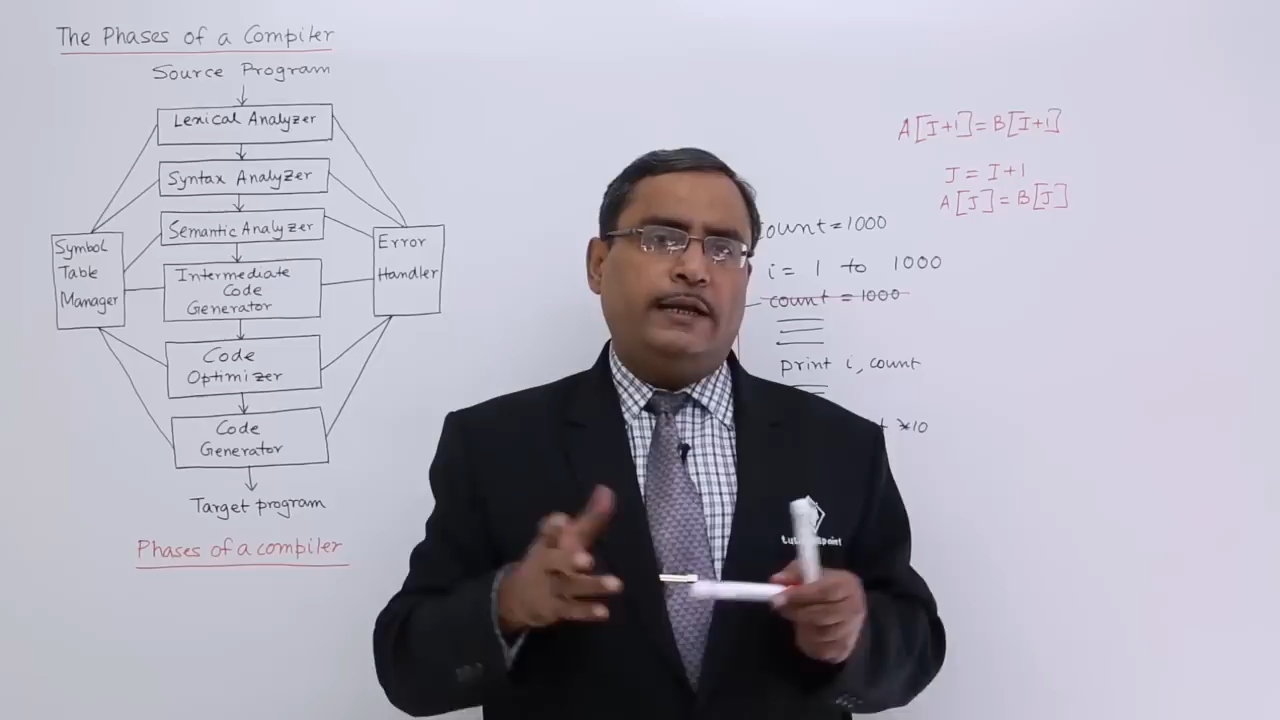 The Phases of a Compiler
Source Program
Lexical Analyzer
Syntax Analyzer
Semantic Analyzer
Intermediate
Code
Generator
Code
Optimizer
Code
Generator
Target program
Symbol
Table
Manager
Error
Handler
Phases of a compiler
A[I+1]=B[I+1]
J = I+1
A[J]=B[J]
count=1000
i = 1 to 1000
count = 1000
print i, count
*10